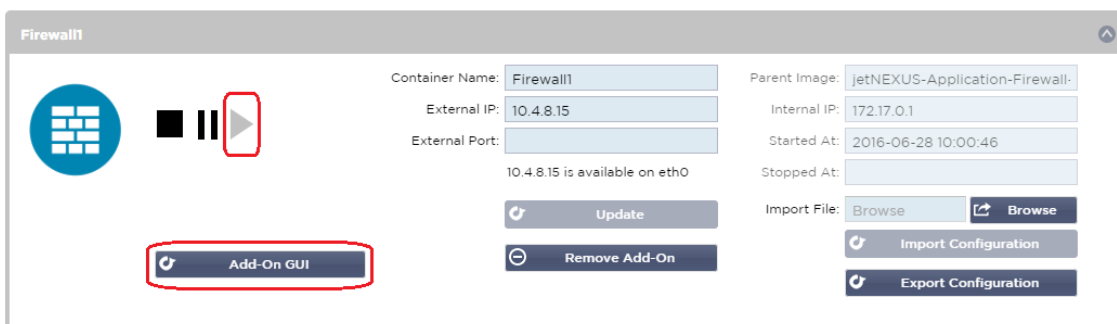 Firewall1
Container Name: Firewall1
External IP: 10.4.8.15
External Port:
10.4.8.15 is available on eth0
Update
Remove Add-On
Add-On GUI
Parent Image: jetNEXUS-Application-Firewall-
Internal IP: 172.17.0.1
Started At: 2016-06-28 10:00:46
Stopped At:
Import File: Browse Browse
Import Configuration
Export Configuration